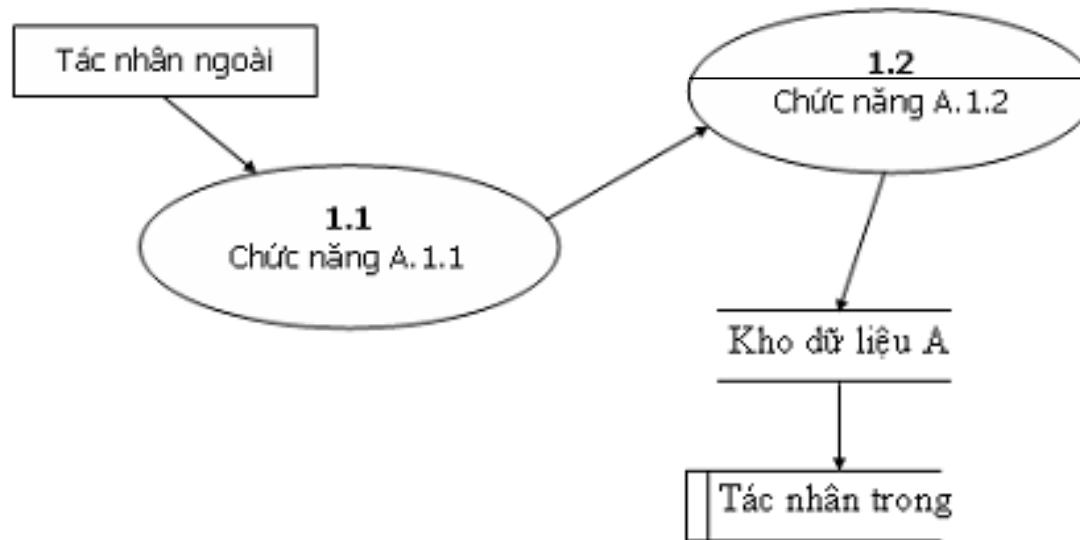 Tác nhân ngoài
1.2
Chức năng A.1.2
1.1
Chức năng A.1.1
Kho dữ liệu A
Tác nhân trong